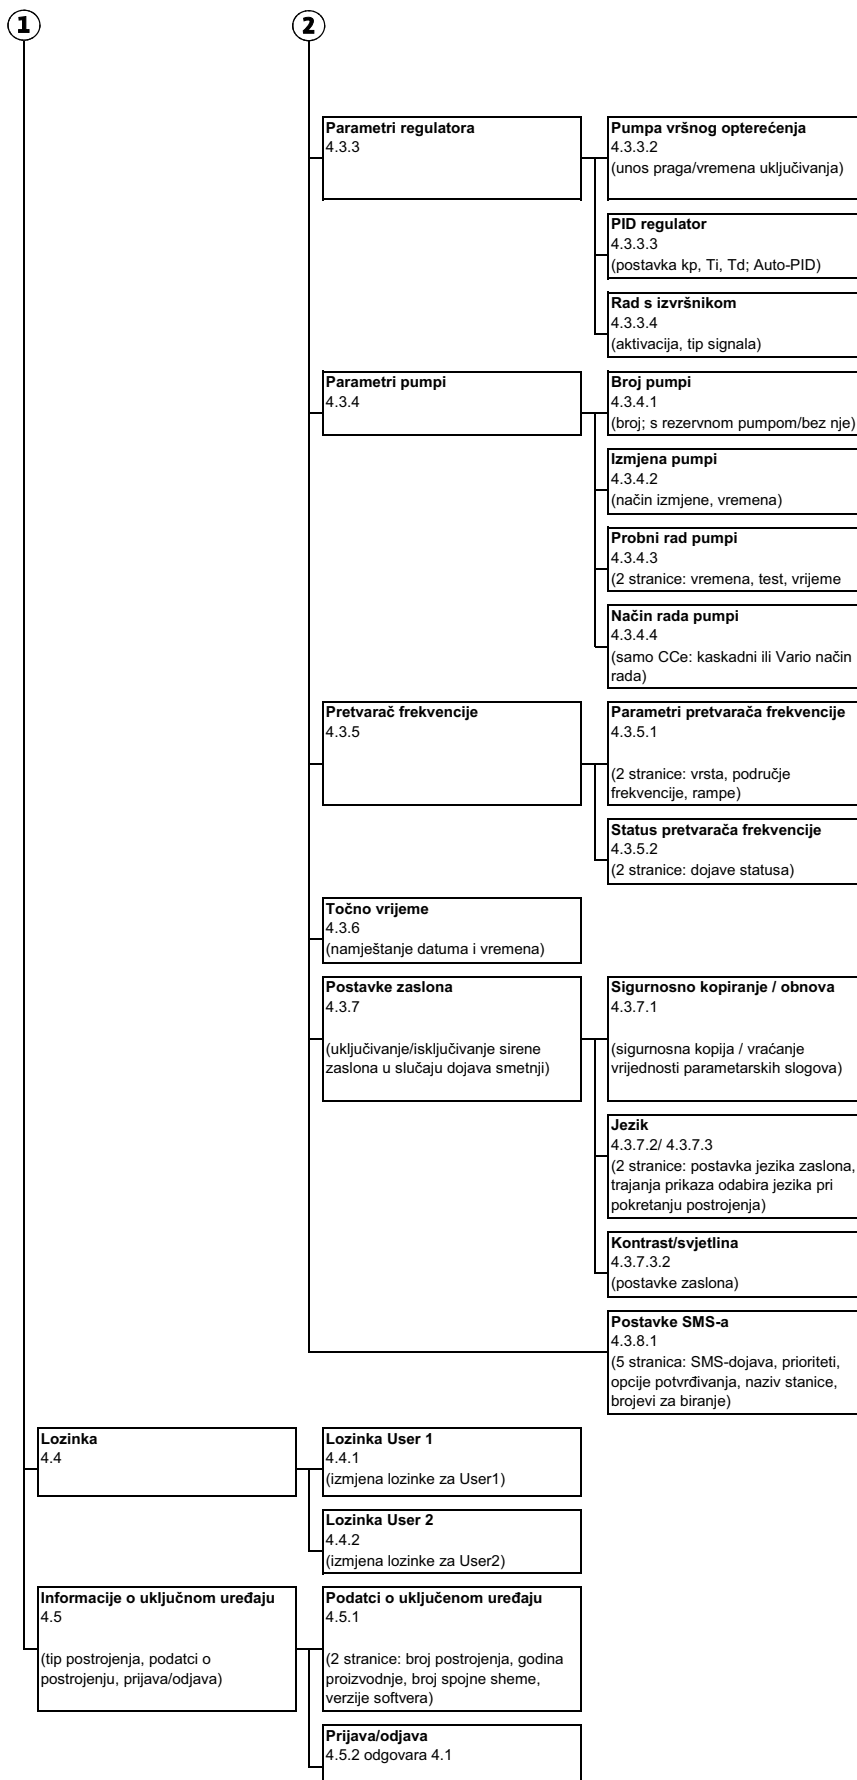 1
2
Parametri regulatora
4.3.3
Pumpa vršnog opterećenja
4.3.3.2
(unos praga/vremena uključivanja)
PID regulator
4.3.3.3
(postavka kp, Ti, Td; Auto-PID)
Rad s izvršnikom
4.3.3.4
(aktivacija, tip signala)
Parametri pumpi
4.3.4
Broj pumpi
4.3.4.1
(broj; s rezervnom pumpom/bez nje)
Izmjena pumpi
4.3.4.2
(način izmjene, vremena)
Probni rad pumpi
4.3.4.3
(2 stranice: vremena, test, vrijeme
Način rada pumpi
4.3.4.4
(samo CCe: kaskadni ili Vario način
rada)
Pretvarač frekvencije
4.3.5
Parametri pretvarača frekvencije
4.3.5.1
(2 stranice: vrsta, područje
frekvencije, rampe)
Status pretvarača frekvencije
4.3.5.2
(2 stranice: dojave statusa)
Točno vrijeme
4.3.6
(namještanje datuma i vremena)
Postavke zaslona
4.3.7
(uključivanje/isključivanje sirene
zaslona u slučaju dojava smetnji)
Sigurnosno kopiranje / obnova
4.3.7.1
(sigurnosna kopija / vraćanje
vrijednosti parametarskih slogova)
Jezik
4.3.7.2/ 4.3.7.3
(2 stranice: postavka jezika zaslona,
trajanja prikaza odabira jezika pri
pokretanju postrojenja)
Kontrast/svjetlina
4.3.7.3.2
(postavke zaslona)
Postavke SMS-a
4.3.8.1
(5 stranica: SMS-dojava, prioriteti,
opcije potvrđivanja, naziv stanice,
brojevi za biranje)
Lozinka
4.4
Lozinka User 1
4.4.1
(izmjena lozinke za User1)
Lozinka User 2
4.4.2
(izmjena lozinke za User2)
Informacije o uključnom uređaju
4.5
(tip postrojenja, podatci o
postrojenju, prijava/odjava)
Podatci o uključenom uređaju
4.5.1
(2 stranice: broj postrojenja, godina
proizvodnje, broj spojne sheme,
verzije softvera)
Prijava/odjava
4.5.2 odgovara 4.1